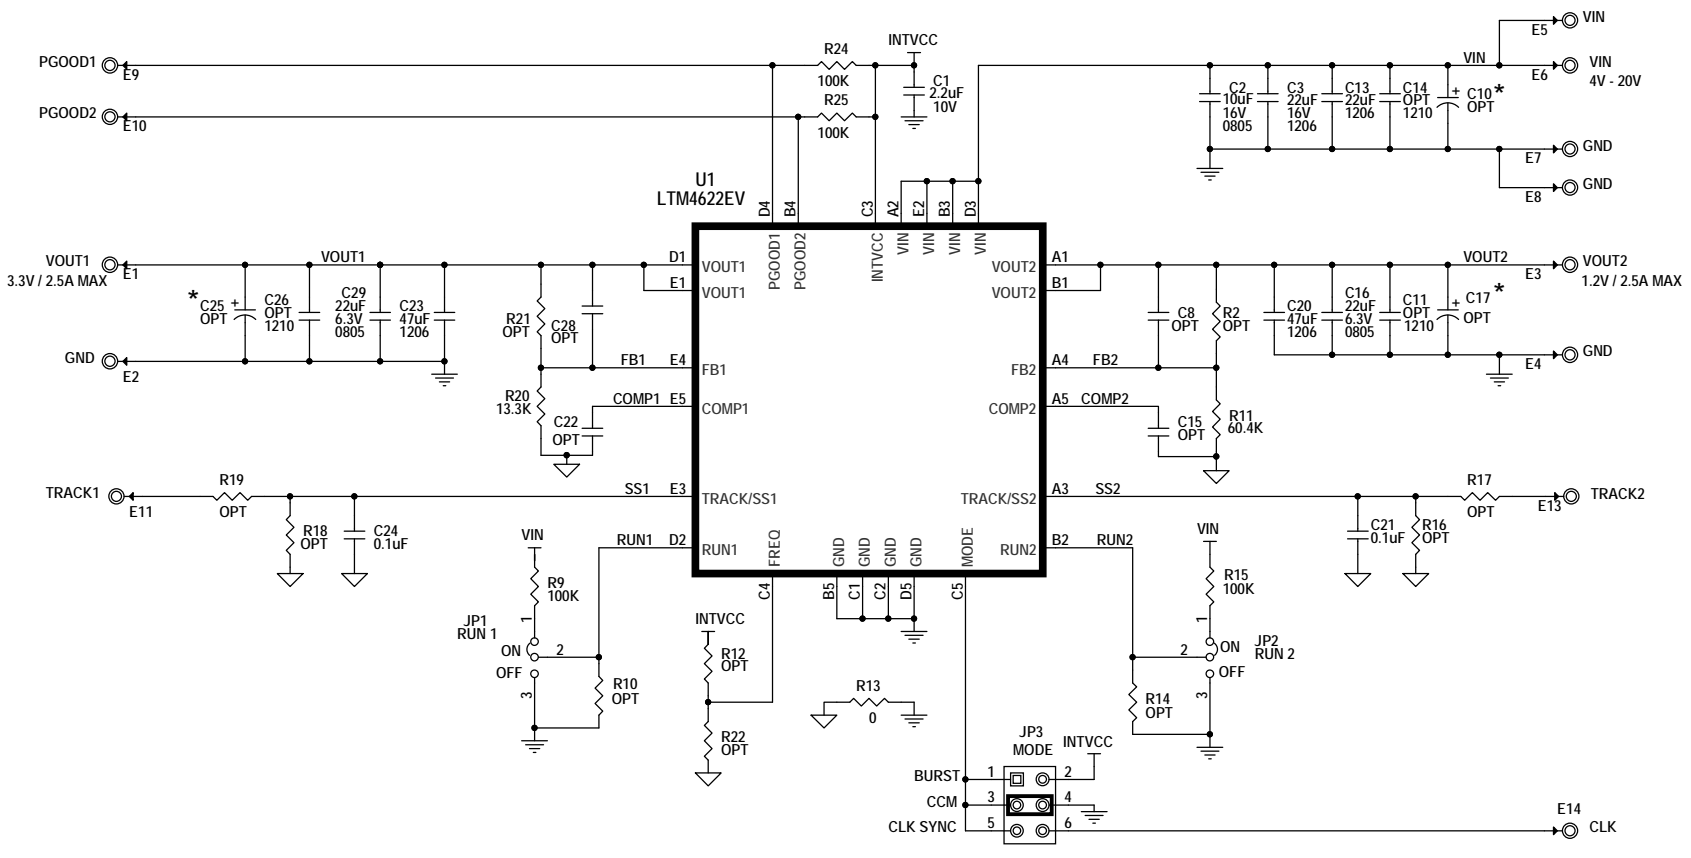 E5
VIN
PGOOD1
E9
R24
100K
INTVCC
C1
2.2uF
10V
VIN
E6
VIN
4V - 20V
PGOOD2
E10
R25
100K
C2
10uF
16V
0805
C3
22uF
16V
1206
C13
22uF
1206
C14
OPT
1210
+
C10
OPT
*
E7
GND
E8
GND
U1
LTM4622EV
D4
B4
C3
A2
E2
B3
D3
PGOOD1
PGOOD2
INTVCC
VIN
VIN
VIN
VIN
VOUT1
3.3V / 2.5A MAX
E1
VOUT1
*
C25
OPT
+
C26
OPT
1210
C29
22uF
6.3V
0805
C23
47uF
1206
GND
E2
R21
OPT
C28
OPT
D1
VOUT1
E1
VOUT1
FB1
E4
FB1
R20
13.3K
C22
OPT
COMP1
E5
COMP1
VOUT2
A1
VOUT2
B1
FB2
A4
FB2
COMP2
A5
COMP2
C8
OPT
R2
OPT
C15
OPT
R11
60.4K
VOUT2
C20
47uF
1206
C16
22uF
6.3V
0805
C11
OPT
1210
+
C17
OPT
*
E3
VOUT2
1.2V / 2.5A MAX
E4
GND
TRACK1
E11
R19
OPT
R18
OPT
C24
0.1uF
SS1
E3
TRACK/SS1
TRACK/SS2
A3
SS2
C21
0.1uF
R16
OPT
R17
OPT
E13
TRACK2
RUN1
D2
RUN1
FREQ
GND
GND
GND
GND
MODE
RUN2
B2
RUN2
C4
B5
C1
C2
D5
C5
VIN
R9
100K
JP1
RUN 1
ON
OFF
1
2
3
R10
OPT
INTVCC
R12
OPT
R22
OPT
R13
0
VIN
R15
100K
1
2
3
ON
OFF
JP2
RUN 2
R14
OPT
JP3
MODE
INTVCC
BURST
1
2
CCM
3
4
CLK SYNC
5
6
E14
CLK